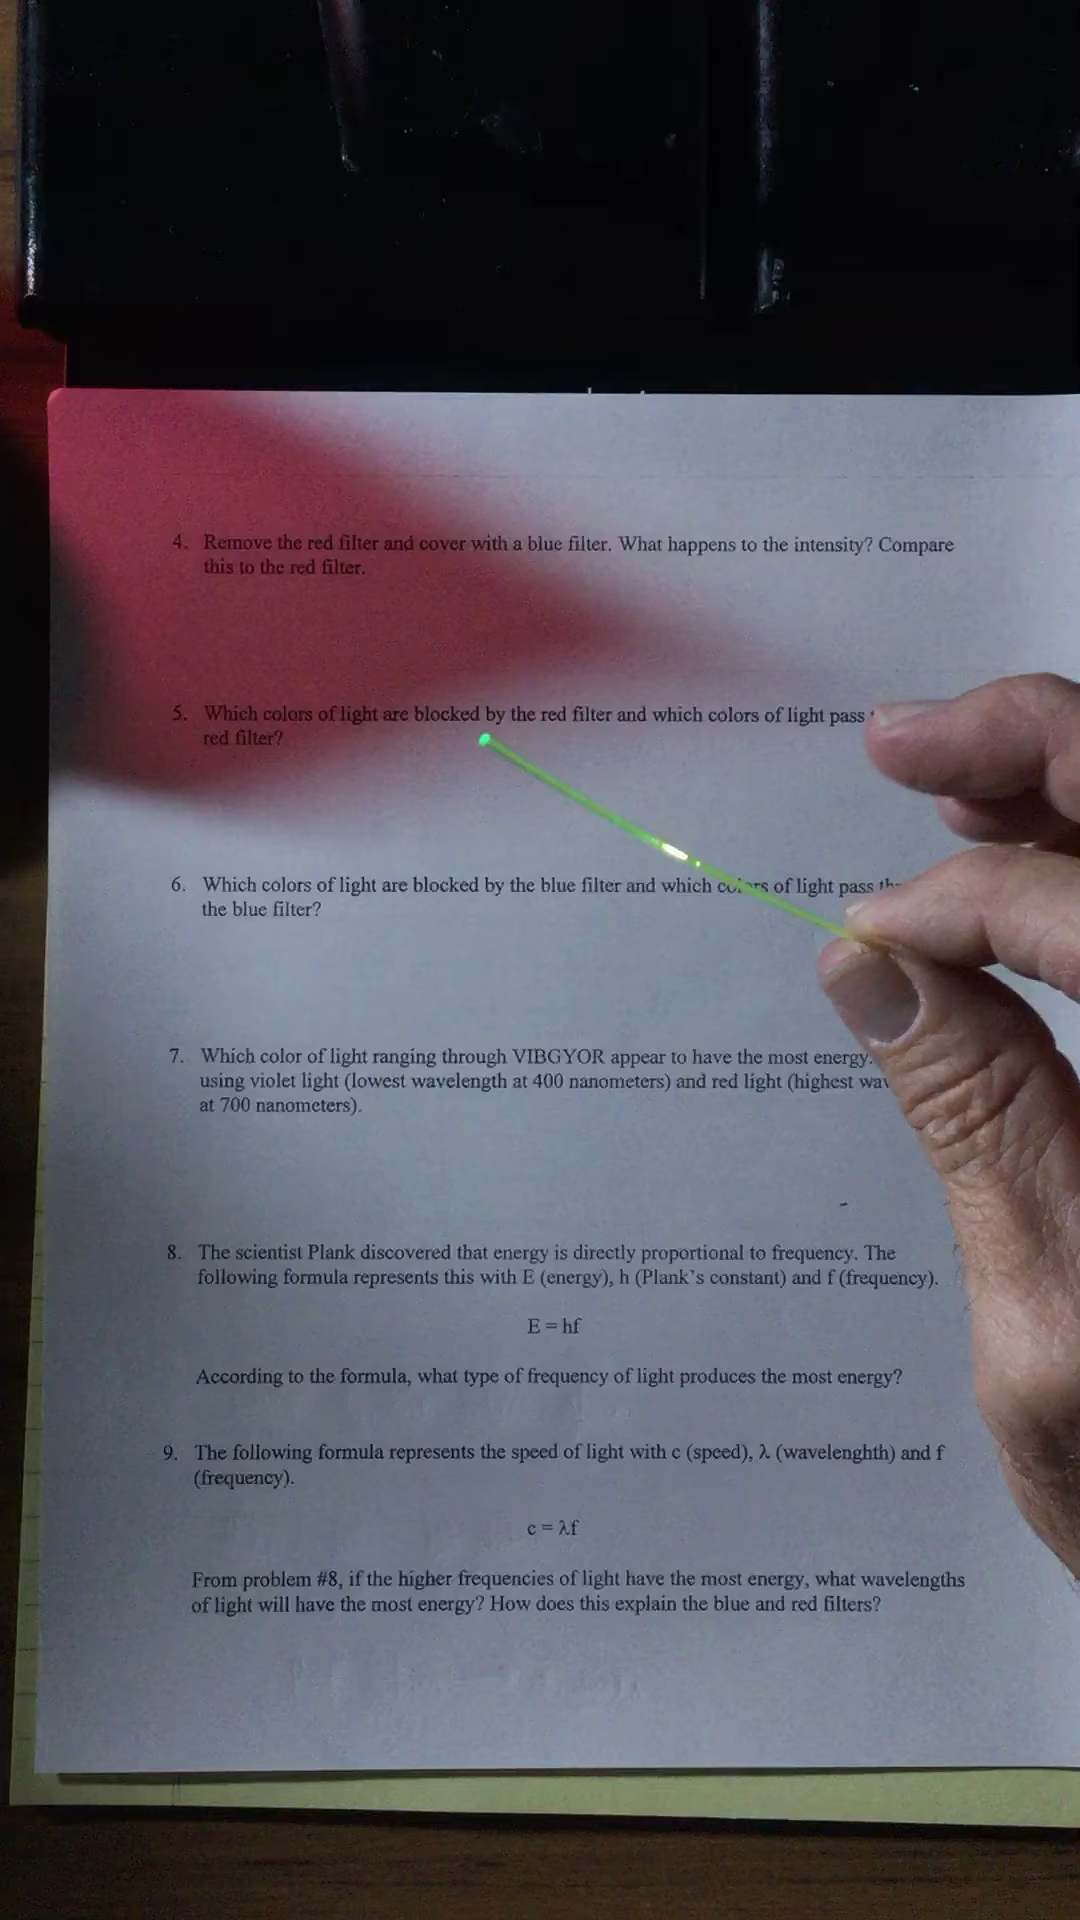 4. Remove the red filter and cover with a blue filter. What happens to the intensity? Compare
this to the red filter.
5. Which colors of light are blocked by the red filter and which colors of light pass
red filter?
6. Which colors of light are blocked by the blue filter and which colors of light pass
the blue filter?
7. Which color of light ranging through VIBGYOR appear to have the most energy.
using violet light (lowest wavelength at 400 nanometers) and red light (highest
at 700 nanometers).
8. The scientist Plank discovered that energy is directly proportional to frequency. The
following formula represents this with E (energy), h (Plank's constant) and f (frequency).
E = hf
According to the formula, what type of frequency of light produces the most energy?
9. The following formula represents the speed of light with c (speed), λ (wavelenghth) and f
(frequency).
c = λf
From problem #8, if the higher frequencies of light have the most energy, what wavelengths
of light will have the most energy? How does this explain the blue and red filters?